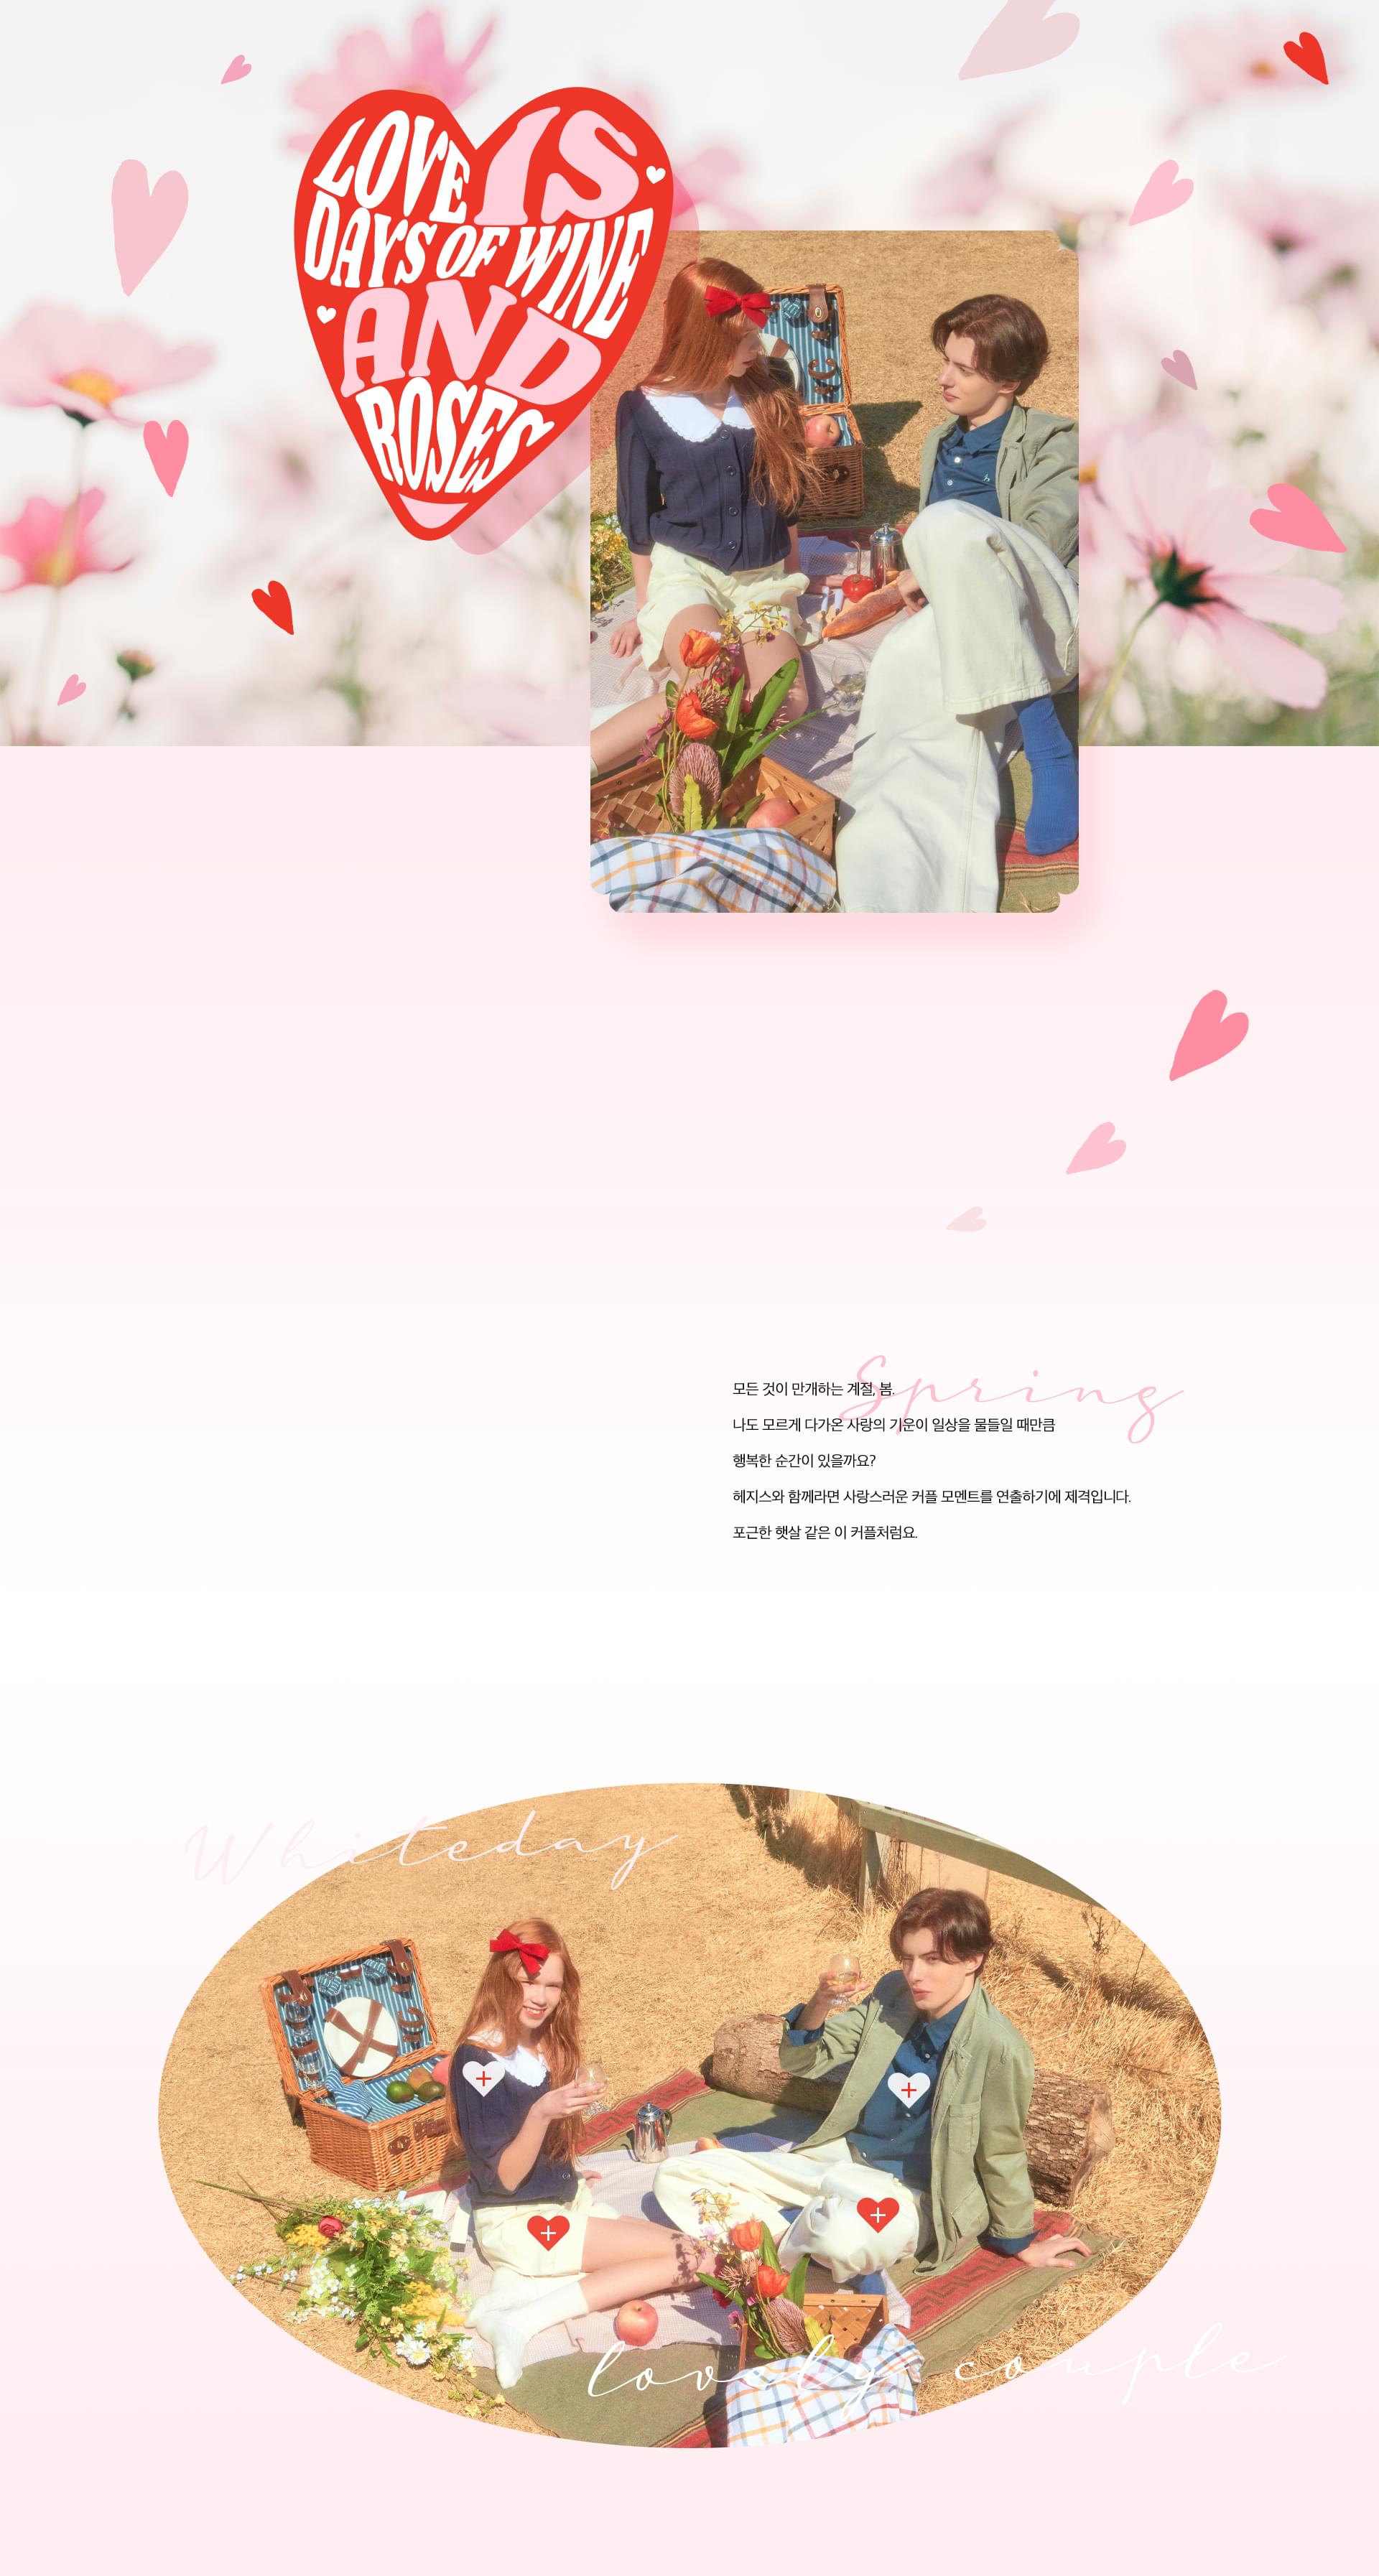 LOVE IS
DAYS OF WINE
AND
ROSES
Spring
모든 것이 만개하는 계절, 봄.
나도 모르게 다가온 사랑의 기운이 일상을 물들일 때만큼
행복한 순간이 있을까요?
헤지스와 함께라면 사랑스러운 커플 모멘트를 연출하기에 제격입니다.
포근한 햇살 같은 이 커플처럼요.
Whiteday
lovely couple